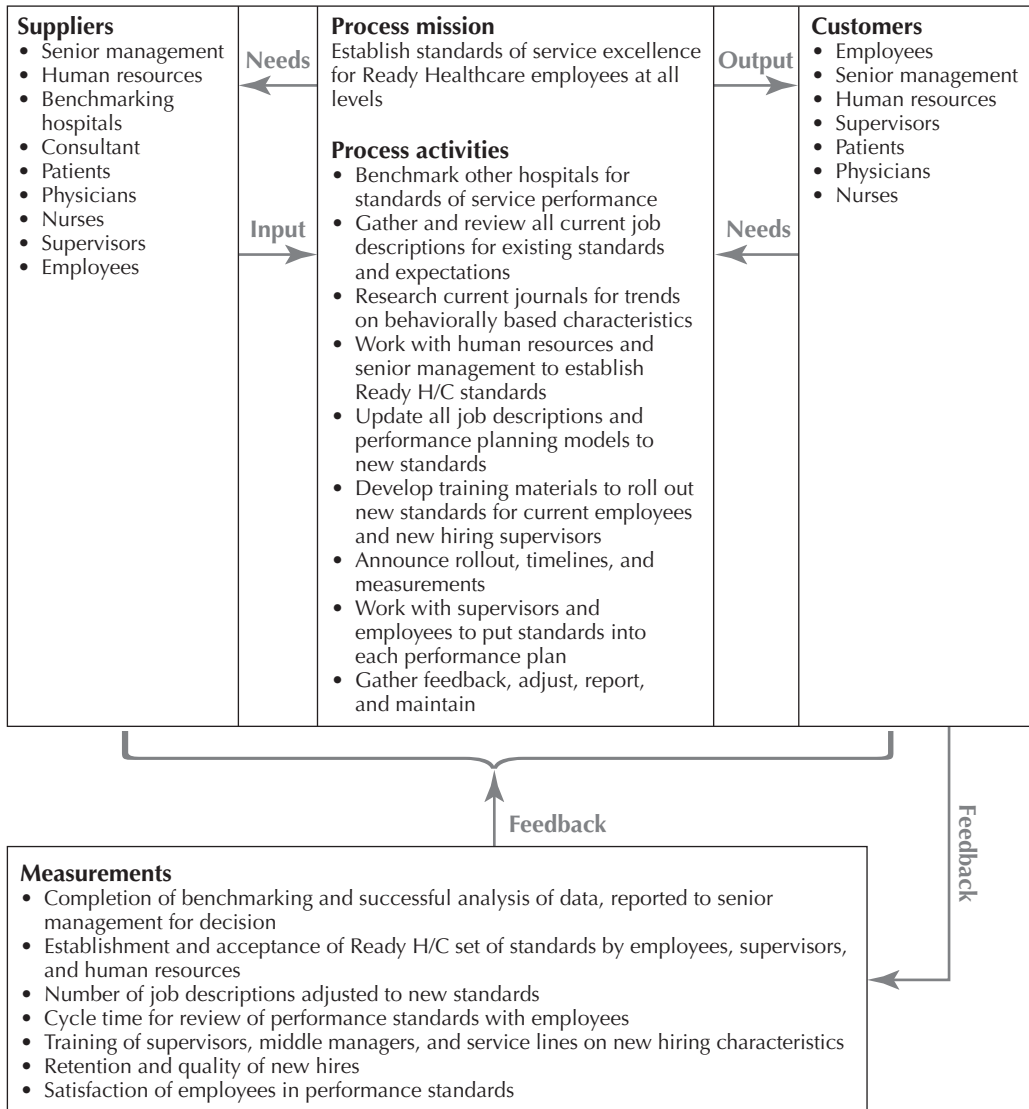 Suppliers
• Senior management
• Human resources
• Benchmarking
hospitals
• Consultant
• Patients
• Physicians
• Nurses
• Supervisors
• Employees
Needs
Input
Process mission
Establish standards of service excellence
for Ready Healthcare employees at all
levels
Process activities
• Benchmark other hospitals for
standards of service performance
• Gather and review all current job
descriptions for existing standards
and expectations
• Research current journals for trends
on behaviorally based characteristics
• Work with human resources and
senior management to establish
Ready H/C standards
• Update all job descriptions and
performance planning models to
new standards
• Develop training materials to roll out
new standards for current employees
and new hiring supervisors
• Announce rollout, timelines, and
measurements
• Work with supervisors and
employees to put standards into
each performance plan
• Gather feedback, adjust, report,
and maintain
Output
Needs
Customers
• Employees
• Senior management
• Human resources
• Supervisors
• Patients
• Physicians
• Nurses
Feedback
Feedback
Measurements
• Completion of benchmarking and successful analysis of data, reported to senior
management for decision
• Establishment and acceptance of Ready H/C set of standards by employees, supervisors,
and human resources
• Number of job descriptions adjusted to new standards
• Cycle time for review of performance standards with employees
• Training of supervisors, middle managers, and service lines on new hiring characteristics
• Retention and quality of new hires
• Satisfaction of employees in performance standards